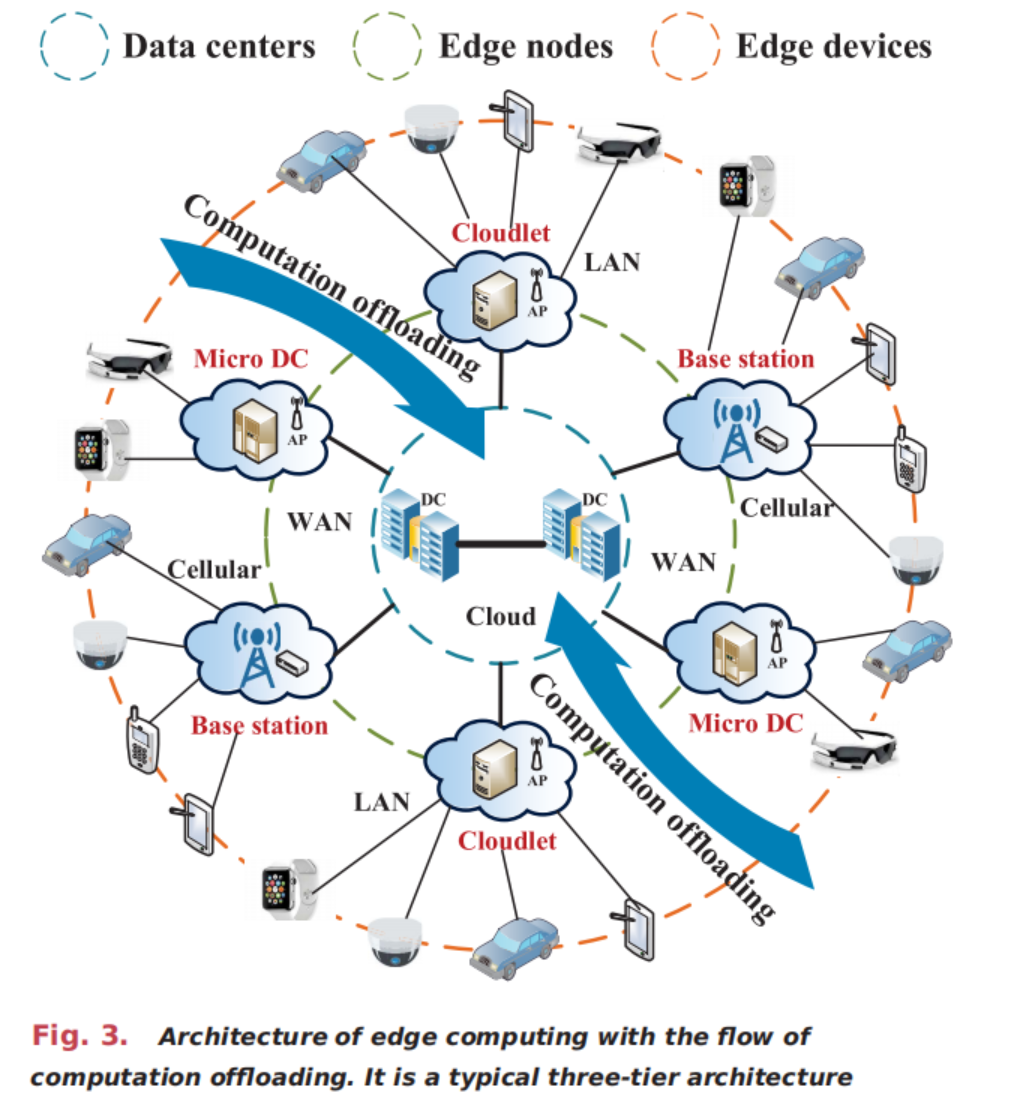 Data centers
Edge nodes
Edge devices
Computation offloading
Cloudlet
LAN
AP
Micro DC
AP
Base station
DC
DC
WAN
Cellular
Cellular
WAN
Cloud
AP
Base station
Micro DC
Computation offloading
AP
LAN
Cloudlet
Fig. 3. Architecture of edge computing with the flow of
computation offloading. It is a typical three-tier architecture